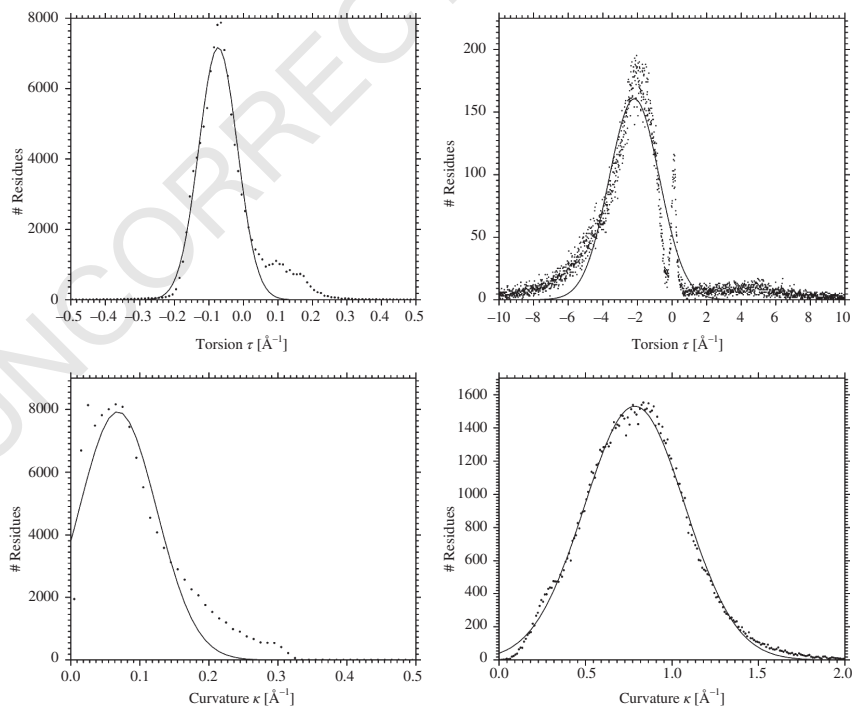 UNCORREC
8000
6000
4000
2000
0
# Residues
−0.5 −0.4 −0.3 −0.2 −0.1 0.0 0.1 0.2 0.3 0.4 0.5
Torsion τ [Å⁻¹]
200
150
100
50
0
# Residues
−10 −8 −6 −4 −2 0 2 4 6 8 10
Torsion τ [Å⁻¹]
8000
6000
4000
2000
0
# Residues
0.0 0.1 0.2 0.3 0.4 0.5
Curvature κ [Å⁻¹]
1600
1400
1200
1000
800
600
400
200
0
# Residues
0.0 0.5 1.0 1.5 2.0
Curvature κ [Å⁻¹]